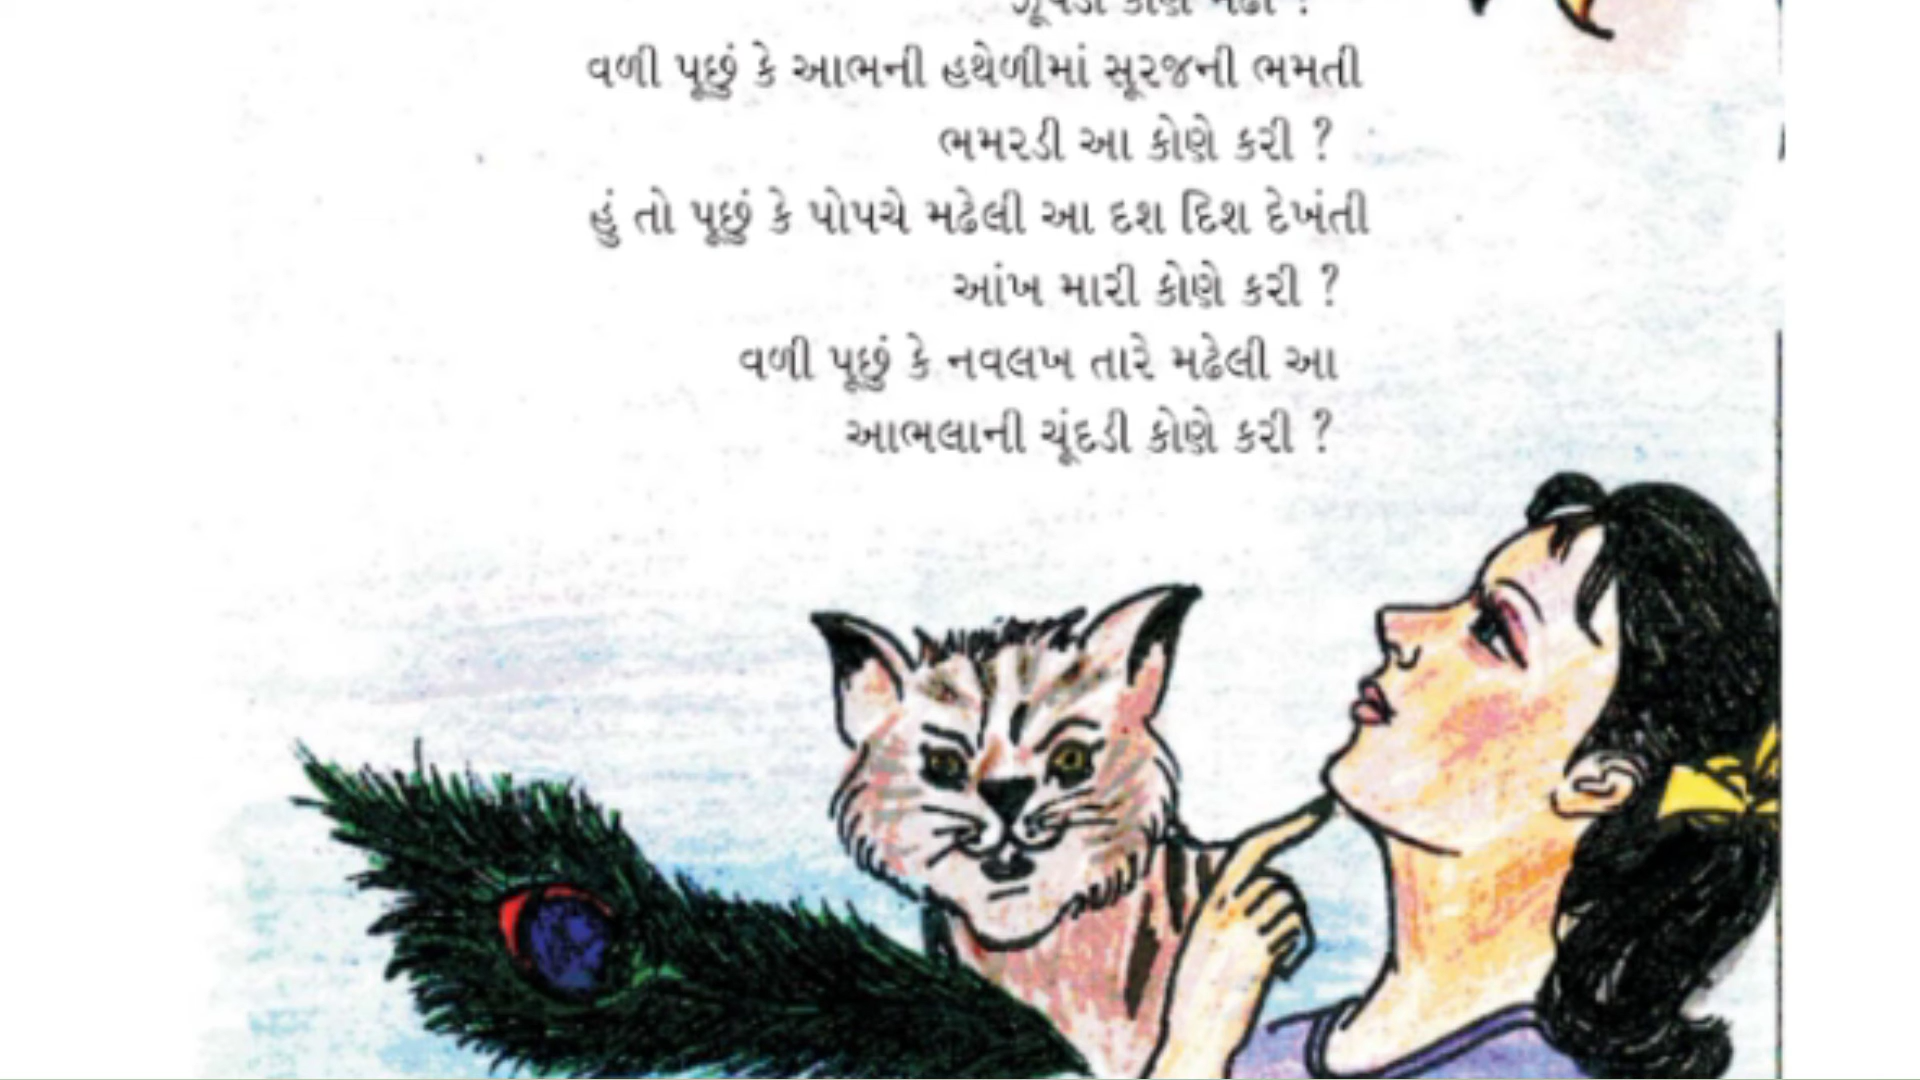 વળી પૂછું કે આભની હથેળીમાં સૂરજની ભમતી
ભમરડી આ કોણે કરી ?
હું તો પૂછું કે પોપચે મઢેલી આ દશ દિશ દેખંતી
આંખ મારી કોણે કરી ?
વળી પૂછું કે નવલખ તારે મઢેલી આ
આભલાની ચૂંદડી કોણે કરી ?